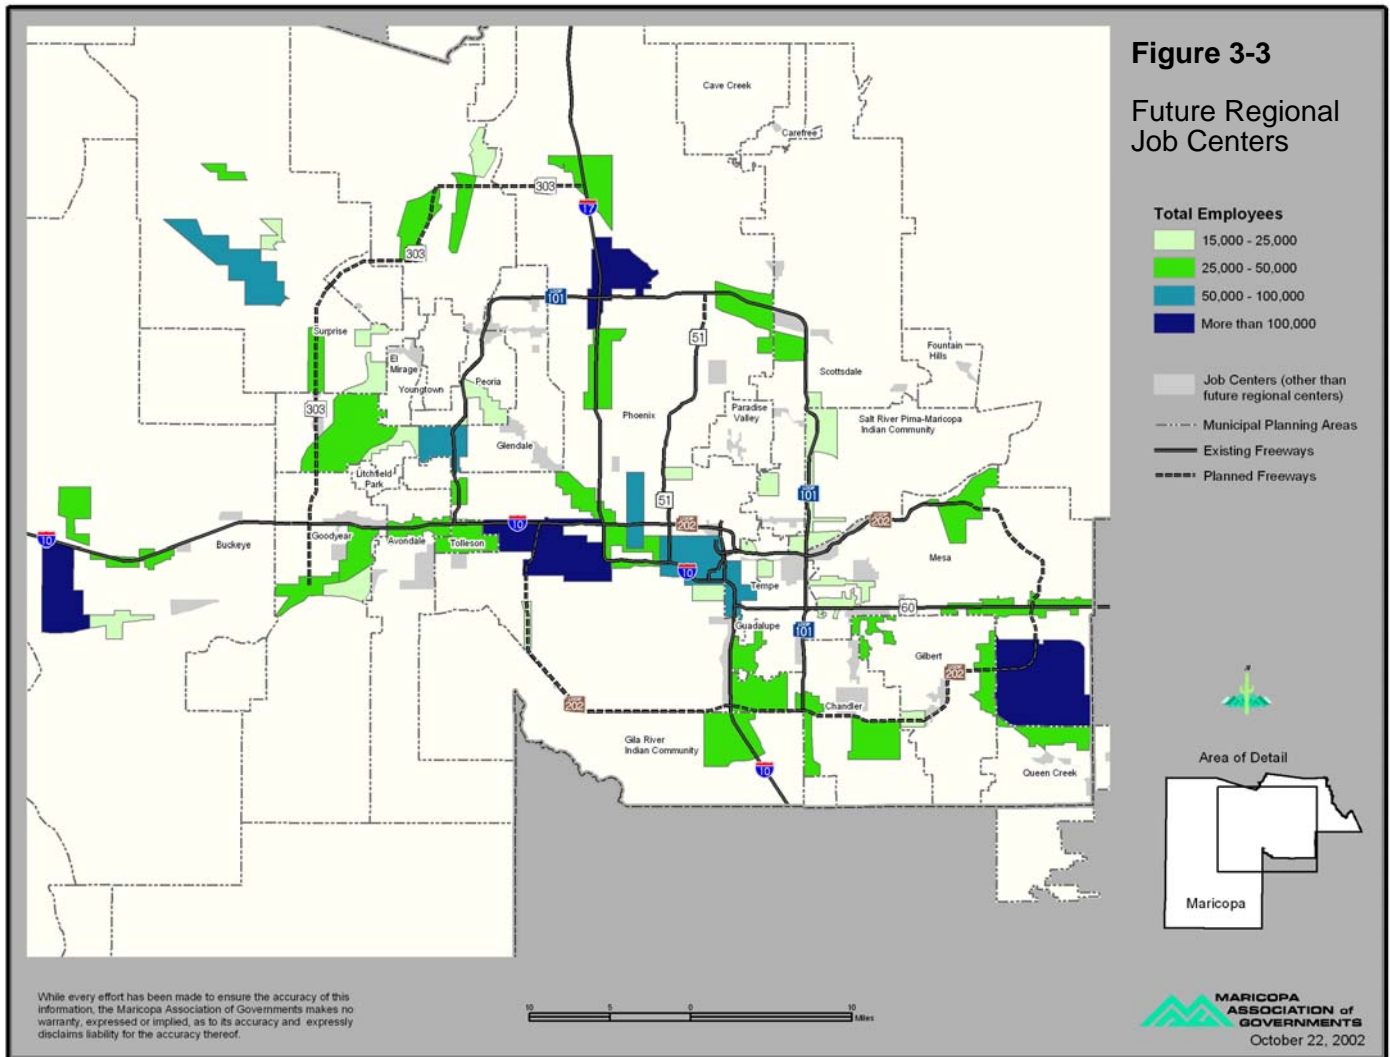 Figure 3-3
Future Regional
Job Centers
Total Employees
15,000 - 25,000
25,000 - 50,000
50,000 - 100,000
More than 100,000
Job Centers (other than
future regional centers)
Municipal Planning Areas
Existing Freeways
Planned Freeways
Cave Creek
Carefree
303
17
303
101
Surprise
51
El
Mirage
Fountain
Hills
Youngtown
Peoria
Scottsdale
303
Phoenix
Paradise
Valley
Salt River Pima-Maricopa
Indian Community
Glendale
Litchfield
Park
51
101
10
10
202
202
Buckeye
Goodyear
Avondale
Tolleson
Mesa
10
Tempe
60
Guadalupe
101
Gilbert
202
202
Chandler
Gila River
Indian Community
10
Queen Creek
Area of Detail
Maricopa
While every effort has been made to ensure the accuracy of this
information, the Maricopa Association of Governments makes no
warranty, expressed or implied, as to its accuracy and expressly
disclaims liability for the accuracy thereof.
10 5 0 10
Miles
MARICOPA
ASSOCIATION of
GOVERNMENTS
October 22, 2002